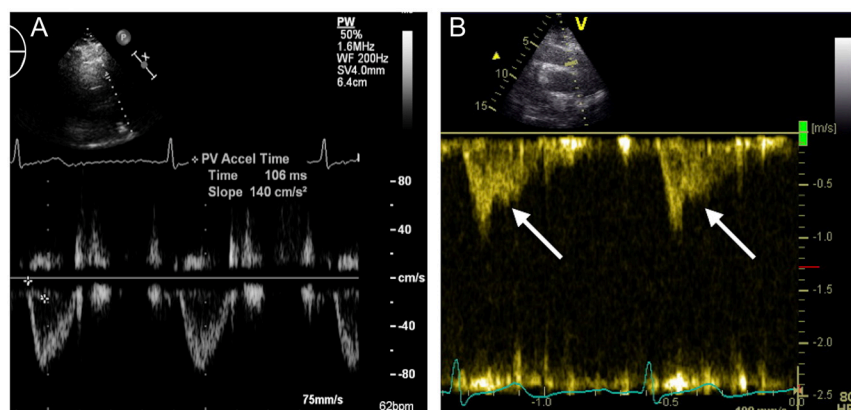 A
PW
50%
1.6MHz
WF 200Hz
SV4.0mm
6.4cm
P
X
PV Accel Time
Time 106 ms
Slope 140 cm/s²
80
40
cm/s
-40
-80
75mm/s
62bpm
B
V
5
10
15
[m/s]
-0.5
-1.0
-1.5
-2.0
-2.5
-1.0
-0.5
0.0